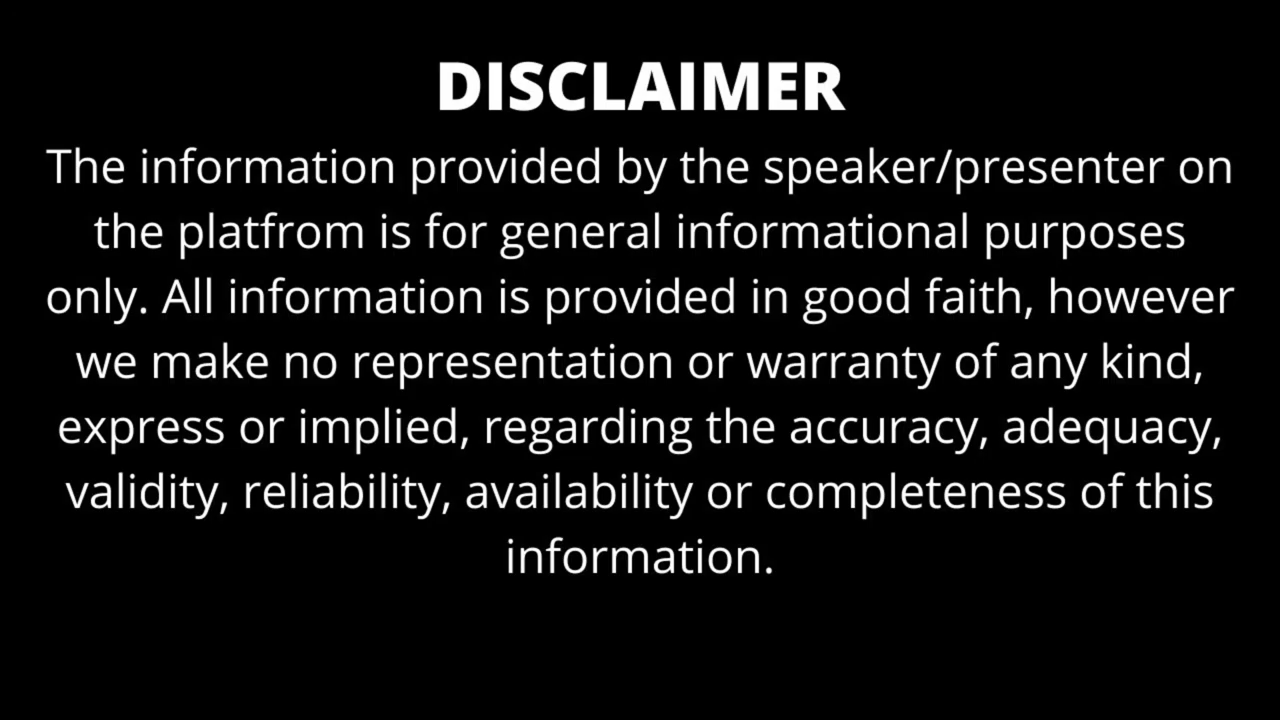 DISCLAIMER
The information provided by the speaker/presenter on
the platfrom is for general informational purposes
only. All information is provided in good faith, however
we make no representation or warranty of any kind,
express or implied, regarding the accuracy, adequacy,
validity, reliability, availability or completeness of this
information.